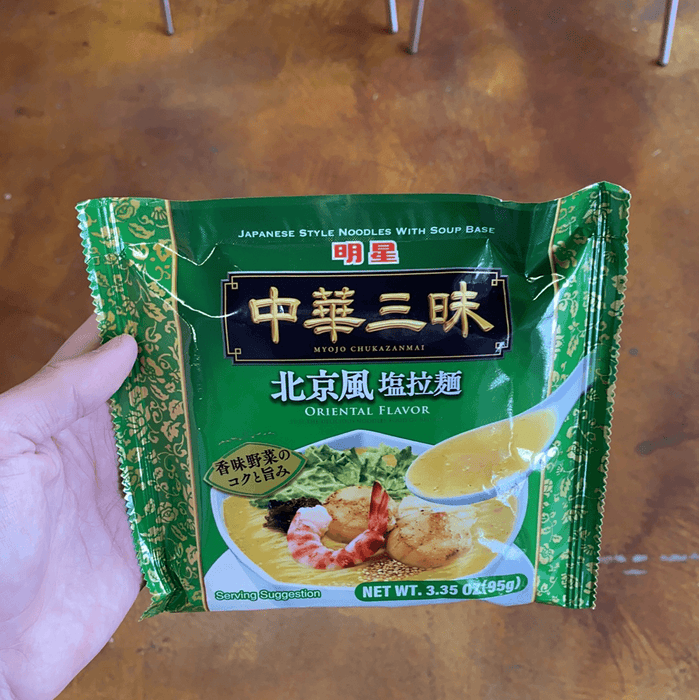 JAPANESE STYLE NOODLES WITH SOUP BASE
明星
中華三昧
MYOJO CHUKAZANMAI
北京風 塩拉麺
ORIENTAL FLAVOR
香味野菜の
コクと旨み
Serving Suggestion
NET WT. 3.35 OZ(95g)